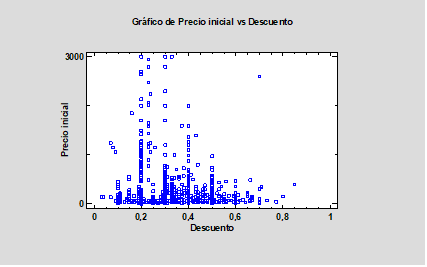 Gráfico de Precio inicial vs Descuento
3000
Precio inicial
0
0 0,2 0,4 0,6 0,8 1
Descuento